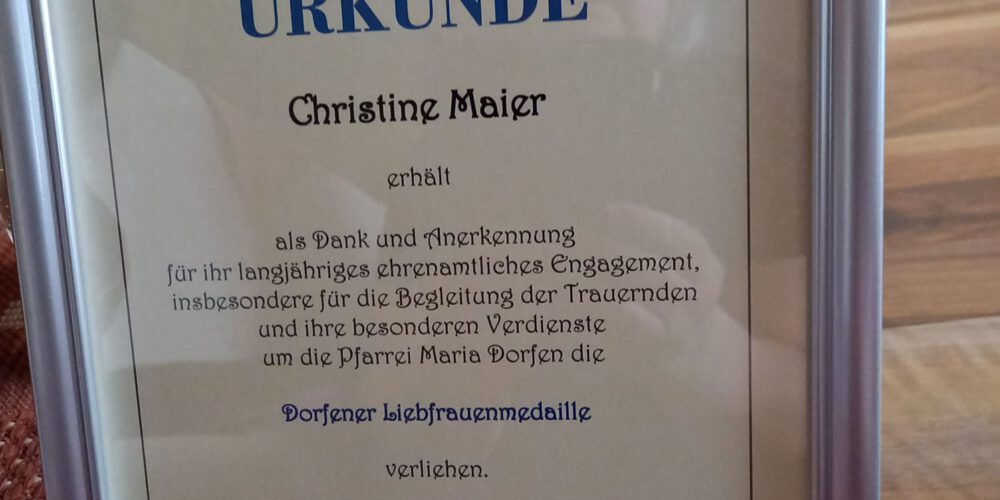 URKUNDE
Christine Maier
erhält
als Dank und Anerkennung
für ihr langjähriges ehrenamtliches Engagement,
insbesondere für die Begleitung der Trauernden
und ihre besonderen Verdienste
um die Pfarrei Maria Dorfen die
Dorfener Liebfrauenmedaille
verliehen.